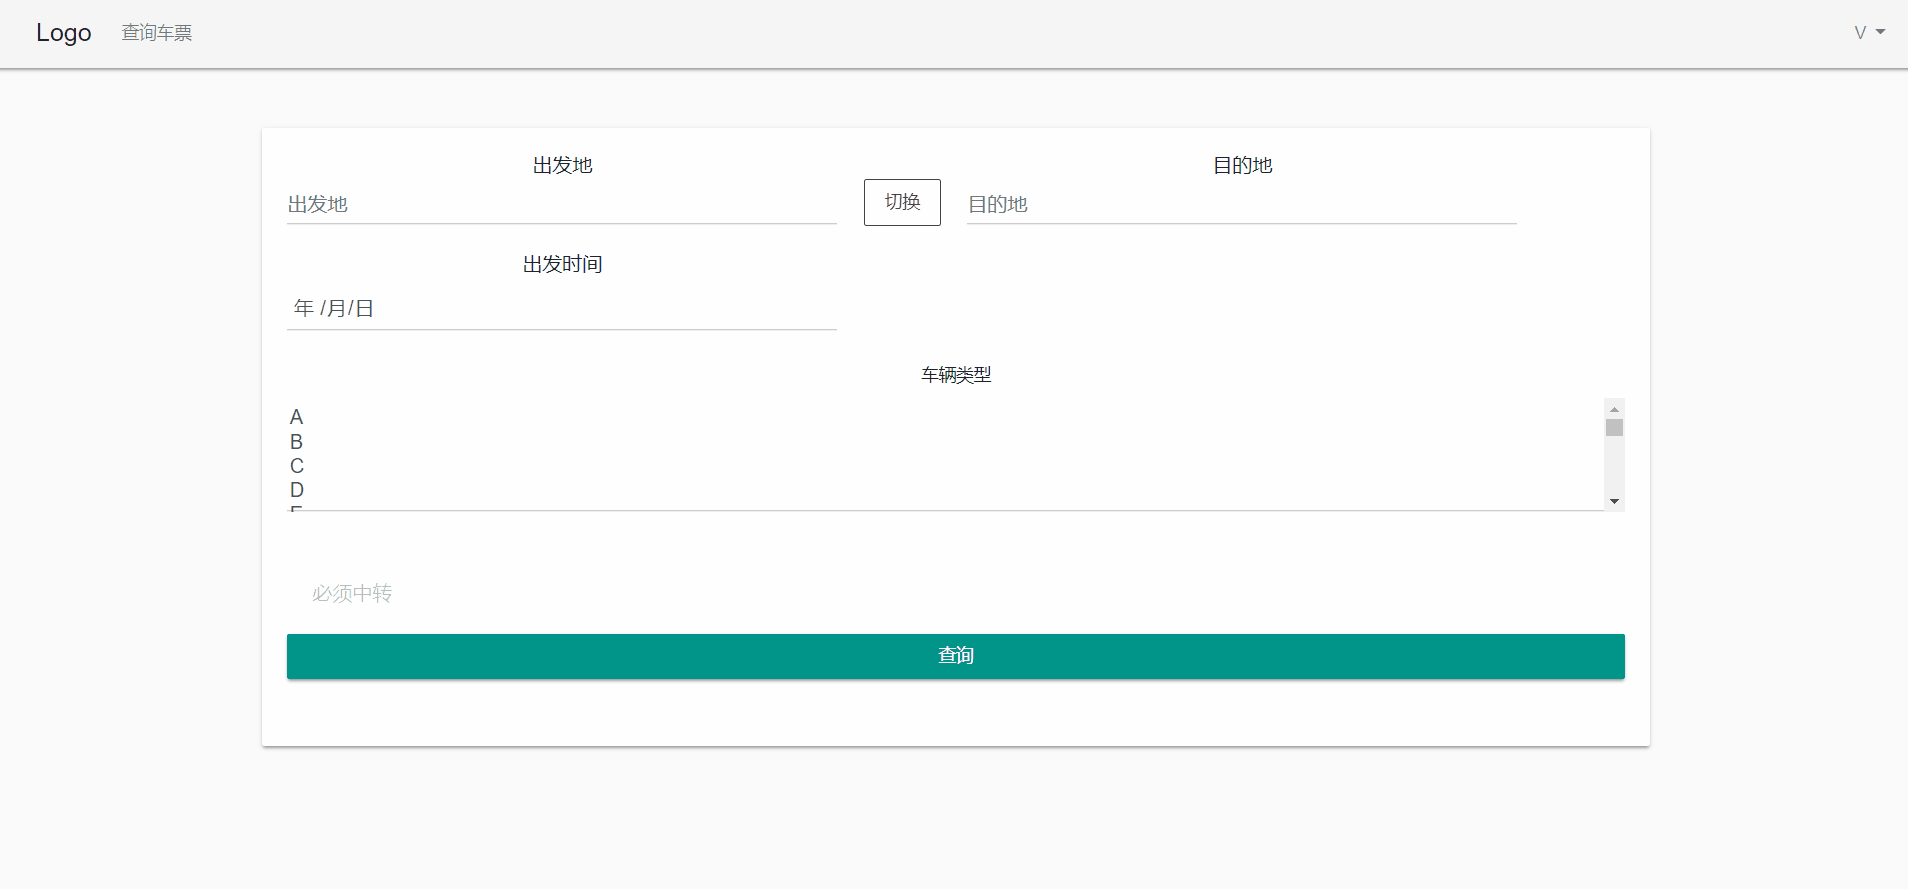 Logo 查询车票 V
出发地 目的地
出发地 切换 目的地
出发时间
年 /月/日
车辆类型
A
B
C
D
必须中转
查询